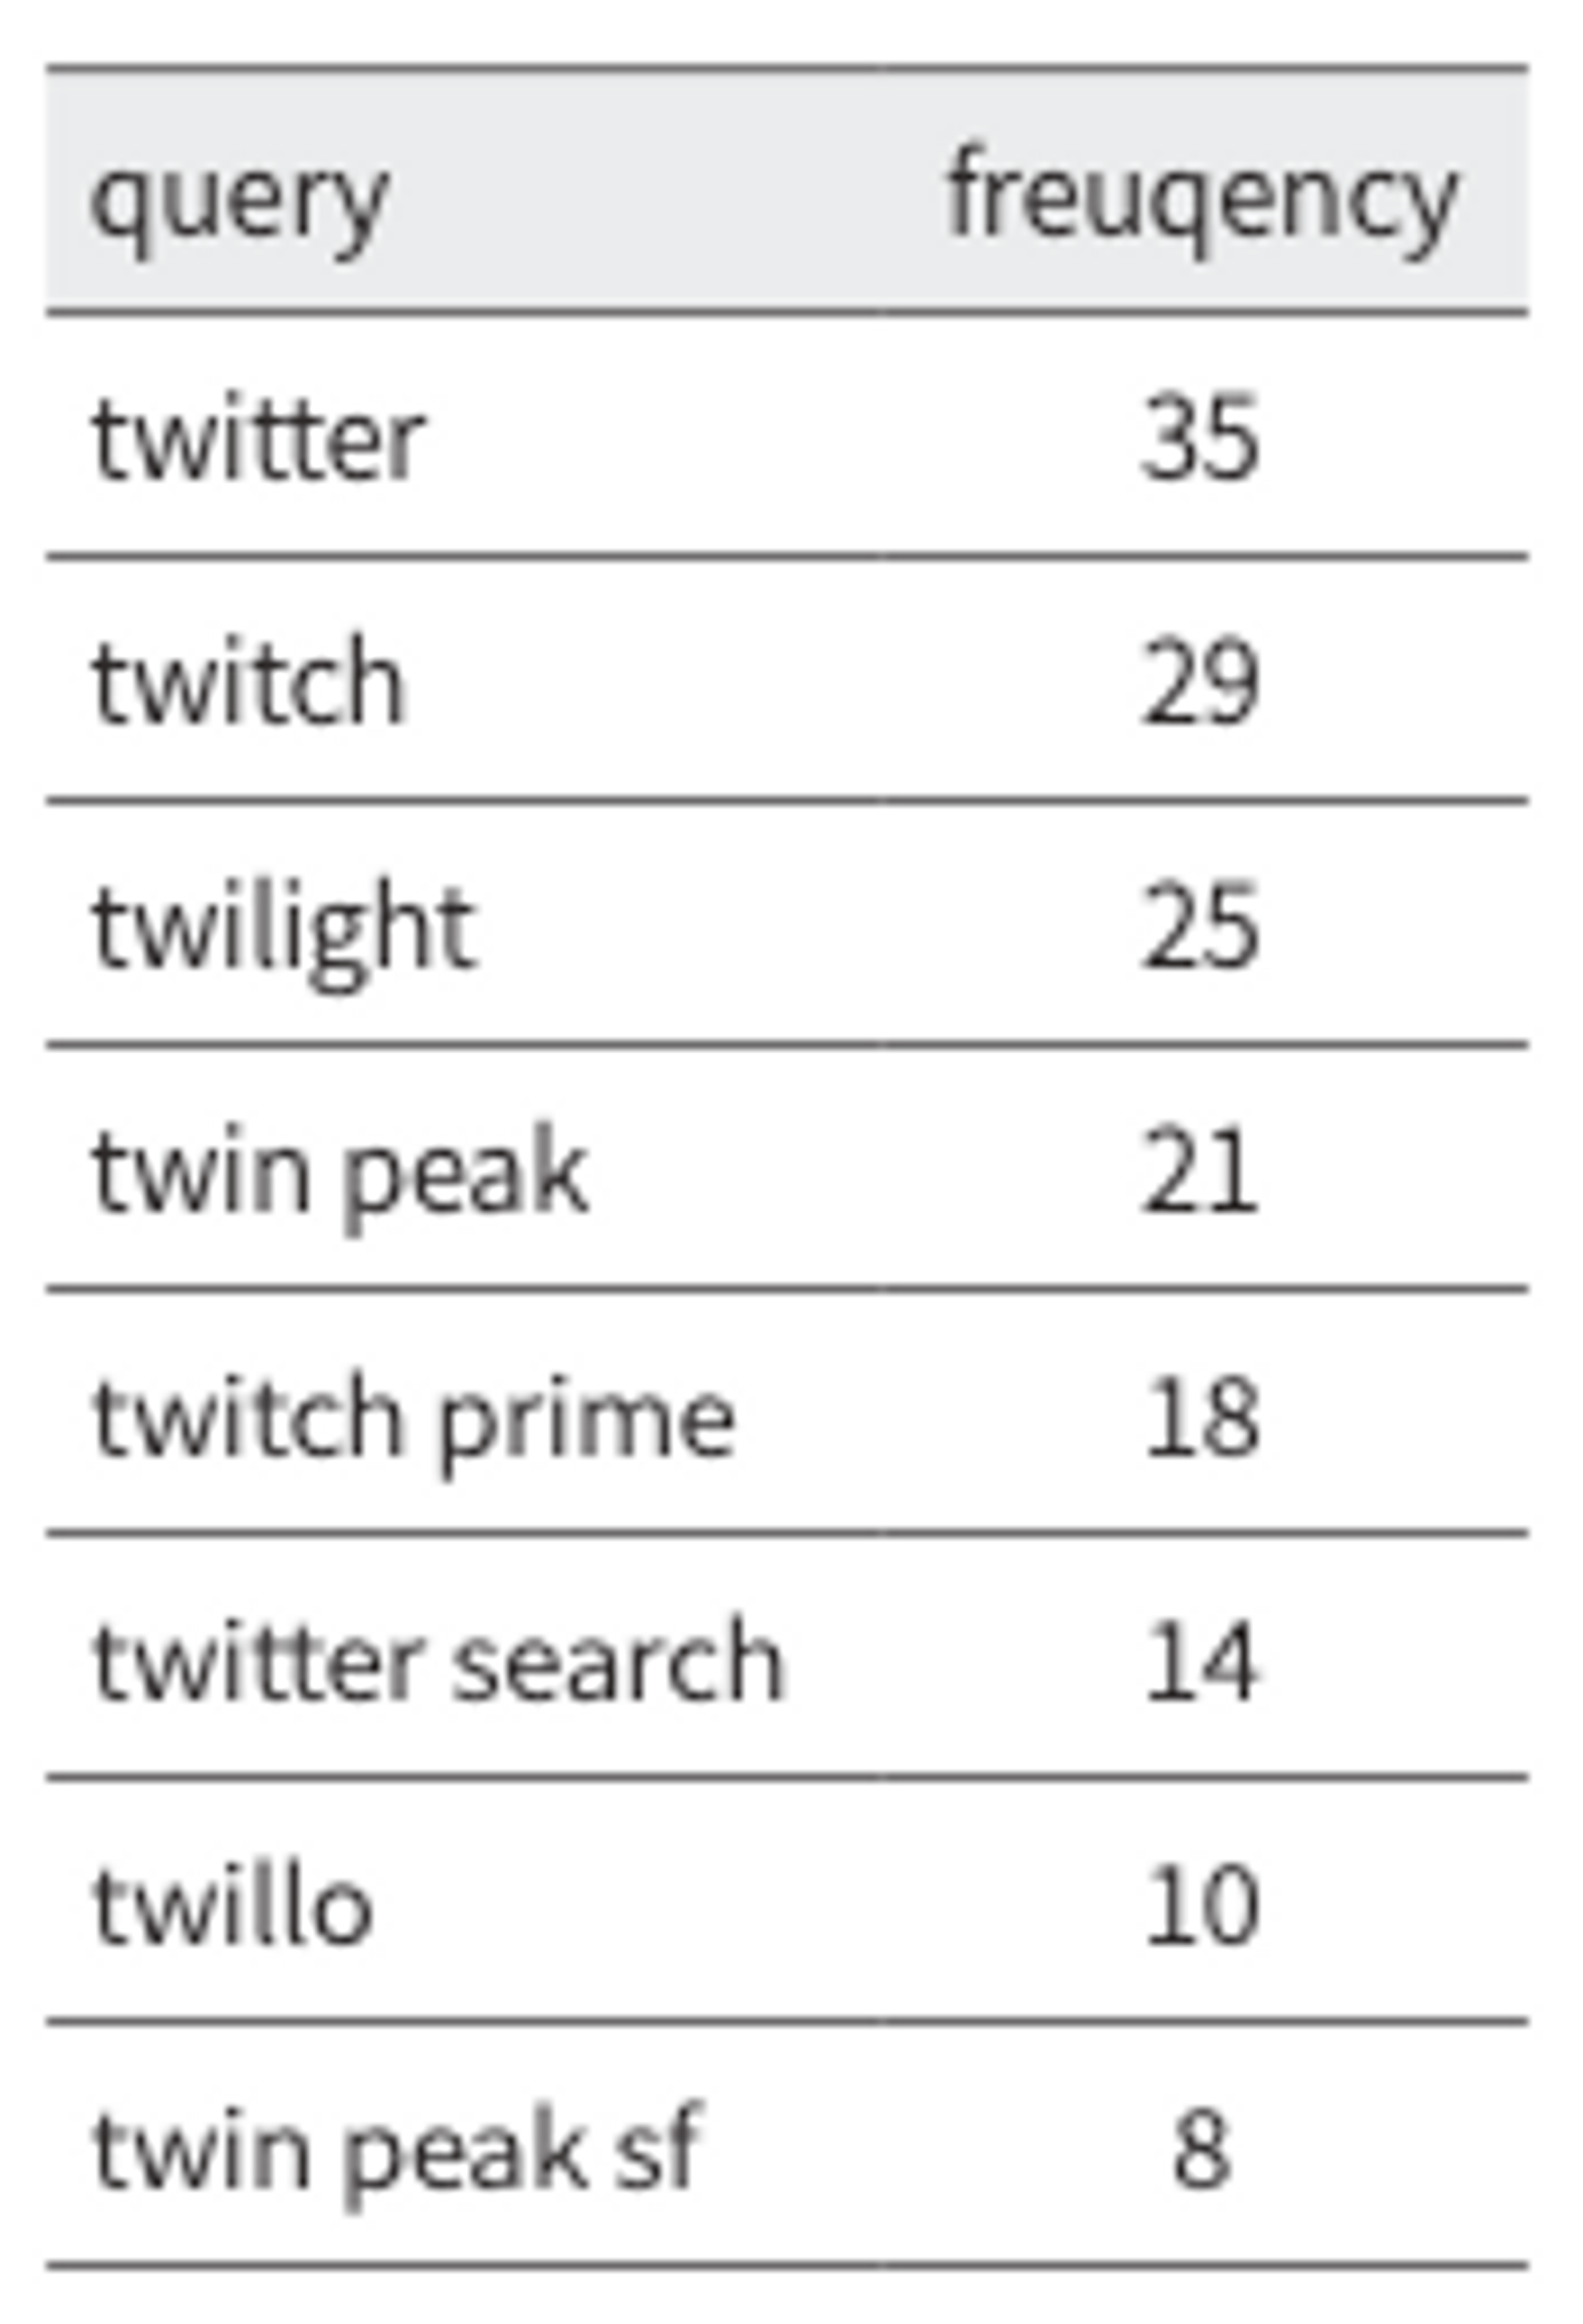 query freuqency
twitter 35
twitch 29
twilight 25
twin peak 21
twitch prime 18
twitter search 14
twillo 10
twin peak sf 8